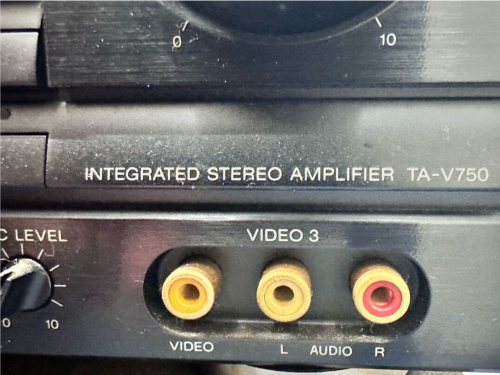 0 10
INTEGRATED STEREO AMPLIFIER TA-V750
C LEVEL
VIDEO 3
0 10
VIDEO L AUDIO R